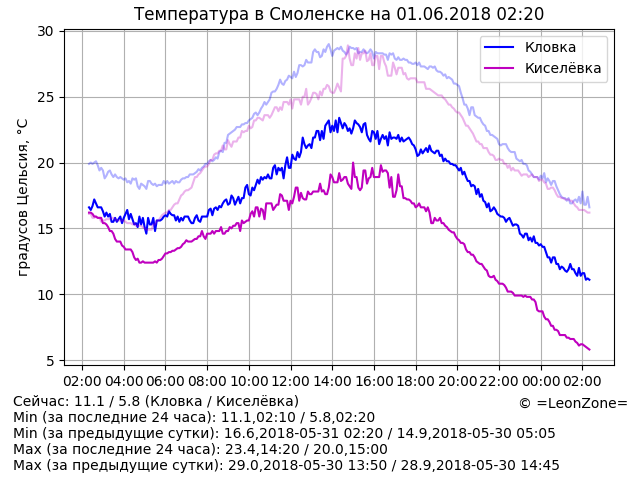 Температура в Смоленске на 01.06.2018 02:20
градусов Цельсия, °C
30
25
20
15
10
5
Кловка
Киселёвка
02:00 04:00 06:00 08:00 10:00 12:00 14:00 16:00 18:00 20:00 22:00 00:00 02:00
Сейчас: 11.1 / 5.8 (Кловка / Киселёвка)
© =LeonZone=
Min (за последние 24 часа): 11.1,02:10 / 5.8,02:20
Min (за предыдущие сутки): 16.6,2018-05-31 02:20 / 14.9,2018-05-30 05:05
Max (за последние 24 часа): 23.4,14:20 / 20.0,15:00
Max (за предыдущие сутки): 29.0,2018-05-30 13:50 / 28.9,2018-05-30 14:45